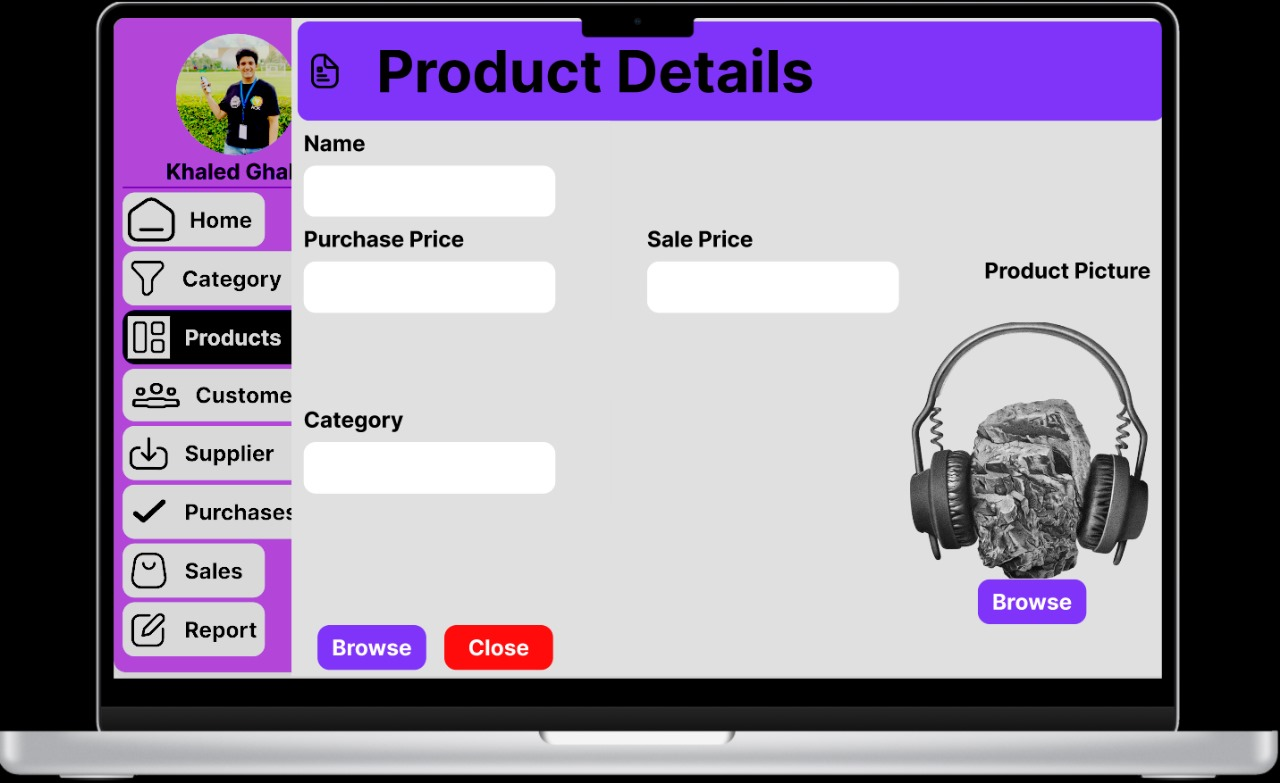 Product Details
Khaled Ghal
Home
Category
Products
Custome
Supplier
Purchases
Sales
Report
Name
Purchase Price
Sale Price
Product Picture
Category
Browse
Browse
Close